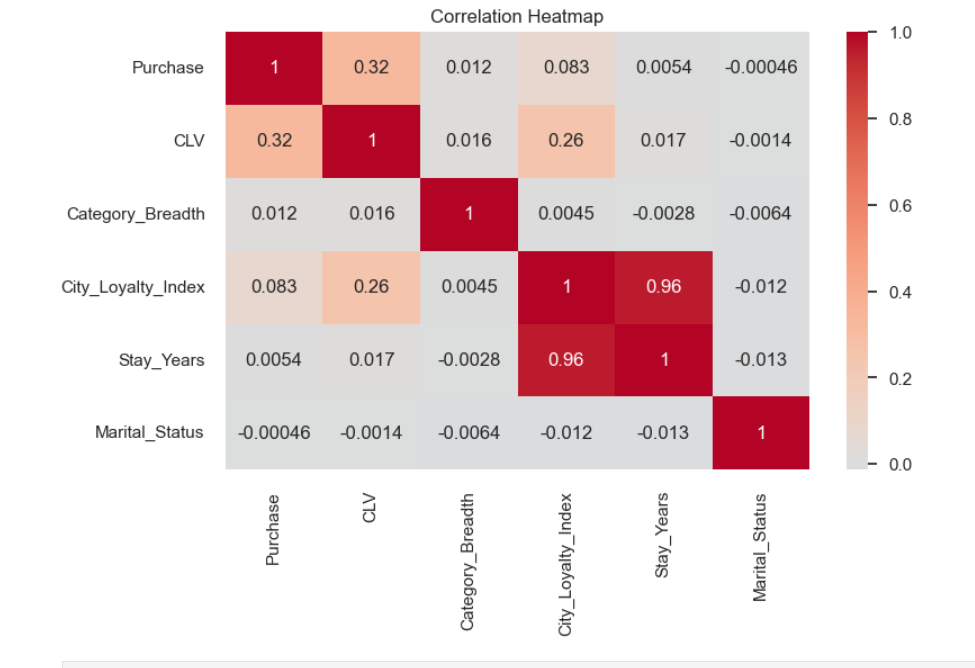 Correlation Heatmap
Purchase 1 0.32 0.012 0.083 0.0054 -0.00046
CLV 0.32 1 0.016 0.26 0.017 -0.0014
Category_Breadth 0.012 0.016 1 0.0045 -0.0028 -0.0064
City_Loyalty_Index 0.083 0.26 0.0045 1 0.96 -0.012
Stay_Years 0.0054 0.017 -0.0028 0.96 1 -0.013
Marital_Status -0.00046 -0.0014 -0.0064 -0.012 -0.013 1
Purchase
CLV
Category_Breadth
City_Loyalty_Index
Stay_Years
Marital_Status
1.0
0.8
0.6
0.4
0.2
0.0